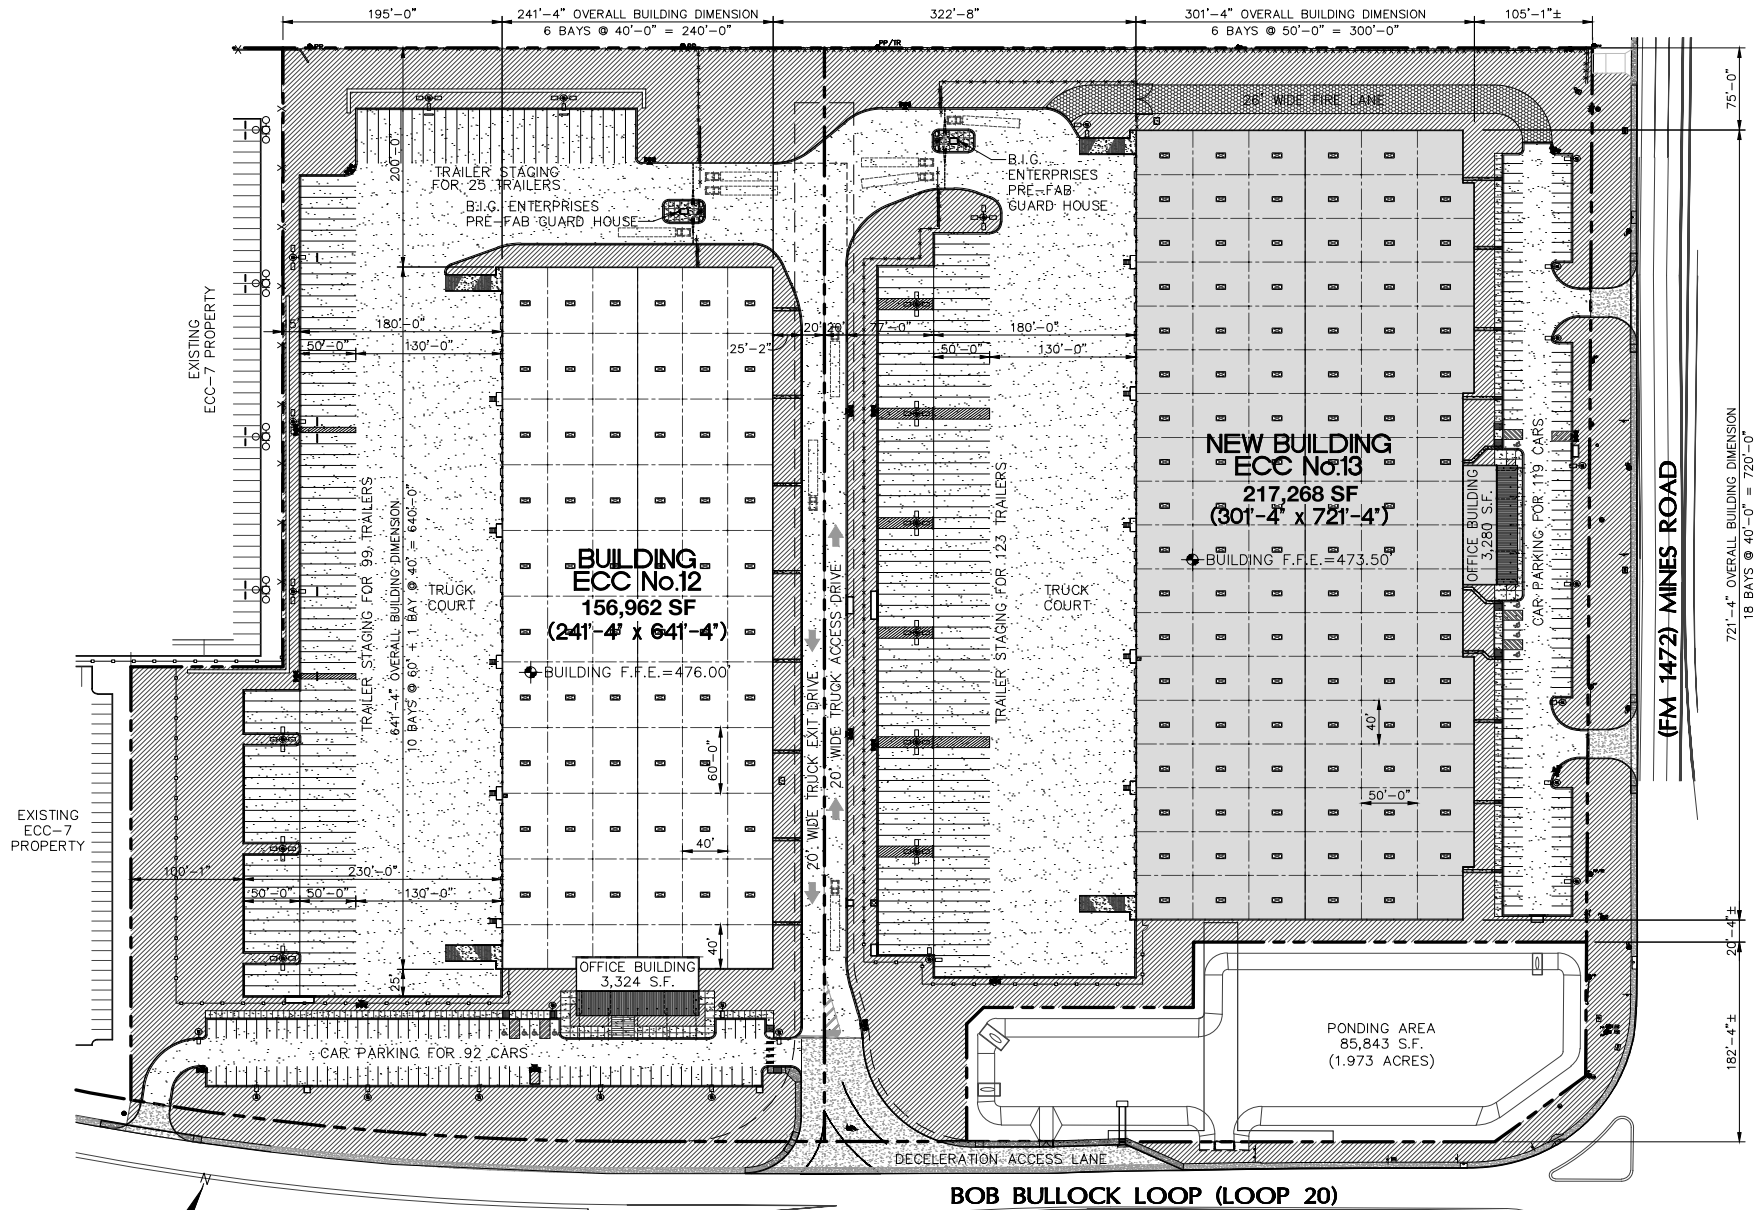 195'-0"
241'-4" OVERALL BUILDING DIMENSION
6 BAYS @ 40'-0" = 240'-0"
322'-8"
301'-4" OVERALL BUILDING DIMENSION
6 BAYS @ 50'-0" = 300'-0"
105'-1"±
PP/TR
75'-0"
26' WIDE FIRE LANE
200'-0"
TRAILER STAGING
FOR 25 TRAILERS
B.I.G. ENTERPRISES
PRE-FAB GUARD HOUSE
B.I.G.
ENTERPRISES
PRE-FAB
GUARD HOUSE
EXISTING
ECC-7 PROPERTY
180'-0"
50'-0"
130'-0"
25'-2"
20'
20'
77'-0"
180'-0"
50'-0"
130'-0"
NEW BUILDING
ECC No.13
217,268 SF
(301'-4" x 721'-4")
BUILDING F.F.E.=473.50'
OFFICE BUILDING
3,280 S.F.
CAR PARKING FOR 119 CARS
(FM 1472) MINES ROAD
721'-4" OVERALL BUILDING DIMENSION
18 BAYS @ 40'-0" = 720'-0"
TRAILER STAGING FOR 99 TRAILERS
641'-4" OVERALL BUILDING DIMENSION
10 BAYS @ 60' + 1 BAY @ 40' = 640'-0"
TRUCK
COURT
BUILDING
ECC No.12
156,962 SF
(241'-4" x 641'-4")
BUILDING F.F.E.=476.00'
20' WIDE TRUCK EXIT DRIVE
20' WIDE TRUCK ACCESS DRIVE
TRAILER STAGING FOR 123 TRAILERS
TRUCK
COURT
60'-0"
40'
40'
50'-0"
EXISTING
ECC-7
PROPERTY
100'-1"
230'-0"
50'-0"
50'-0"
130'-0"
40'
25'
20'-4"±
OFFICE BUILDING
3,324 S.F.
CAR PARKING FOR 92 CARS
PONDING AREA
85,843 S.F.
(1.973 ACRES)
182'-4"±
DECELERATION ACCESS LANE
BOB BULLOCK LOOP (LOOP 20)
N